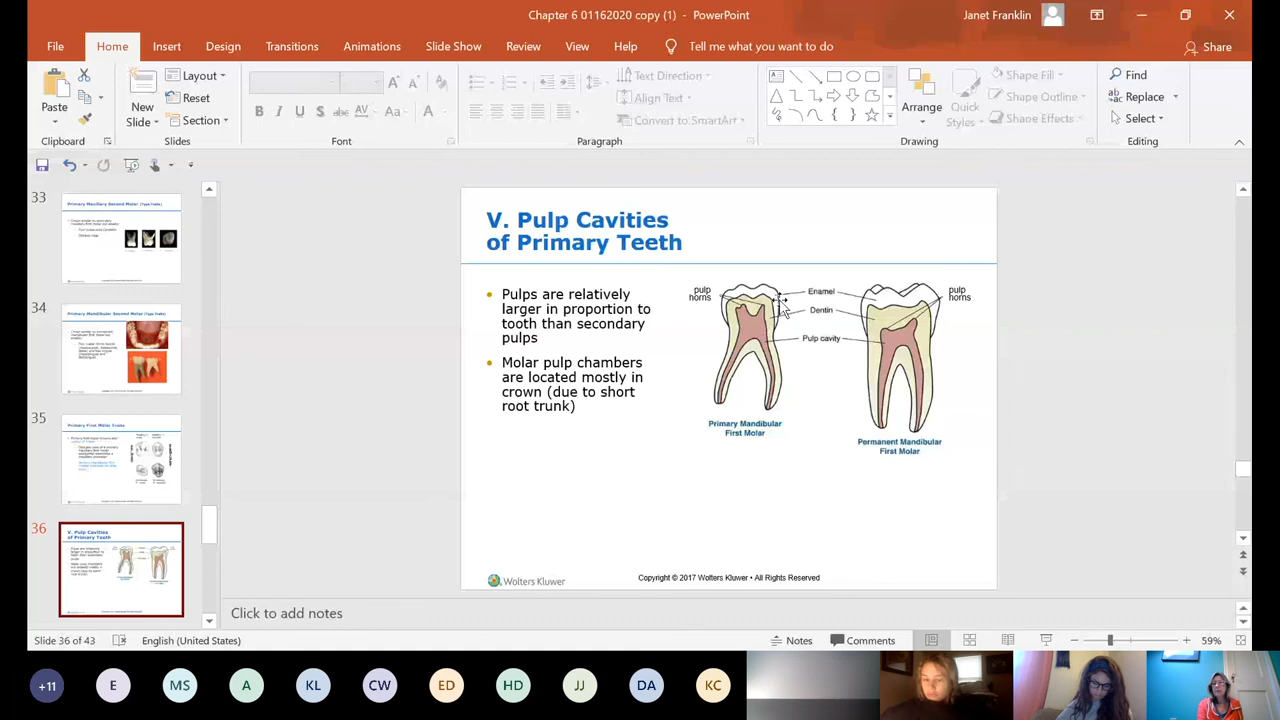 Chapter 6 01162020 copy (1) - PowerPoint
Janet Franklin
File Home Insert Design Transitions Animations Slide Show Review View Help Tell me what you want to do Share
Paste
Clipboard
New
Slide
Layout
Reset
Section
Slides
Font
Text Direction
Align Text
Convert to SmartArt
Paragraph
Arrange
Quick
Styles
Shape Fill
Shape Outline
Shape Effects
Drawing
Find
Replace
Select
Editing
33
Primary Maxillary Second Molar (Type Traits)
34
Primary Mandibular Second Molar (Type Traits)
35
Primary First Molar Traits
36
V. Pulp Cavities
of Primary Teeth
V. Pulp Cavities
of Primary Teeth
Pulps are relatively
larger in proportion to
tooth than secondary
pulps
Molar pulp chambers
are located mostly in
crown (due to short
root trunk)
pulp
horns
Enamel
Dentin
Pulp cavity
pulp
horns
Primary Mandibular
First Molar
Permanent Mandibular
First Molar
Wolters Kluwer
Copyright © 2017 Wolters Kluwer • All Rights Reserved
Click to add notes
Slide 36 of 43
English (United States)
Notes
Comments
59%
+11 E MS A KL CW ED HD JJ DA KC